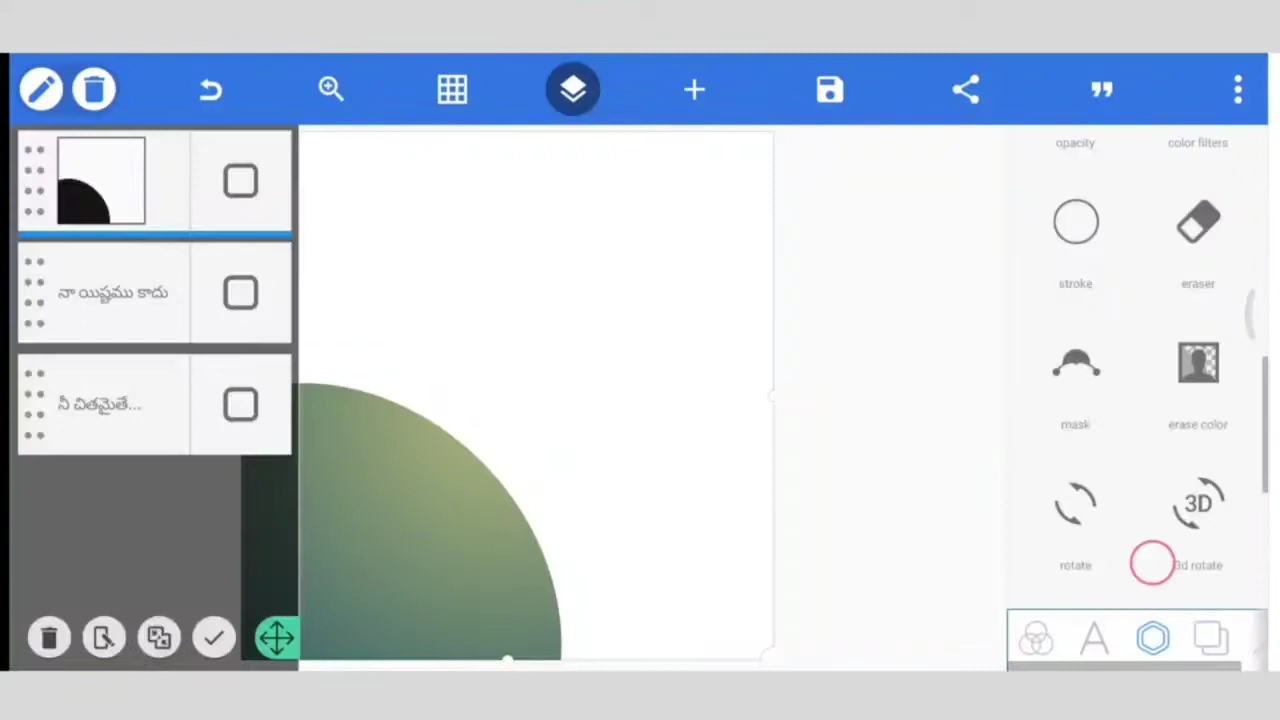 opacity
color filters
stroke
eraser
నా యిష్టము కాదు
mask
erase color
నీ చితమైతే...
3D
rotate
3d rotate